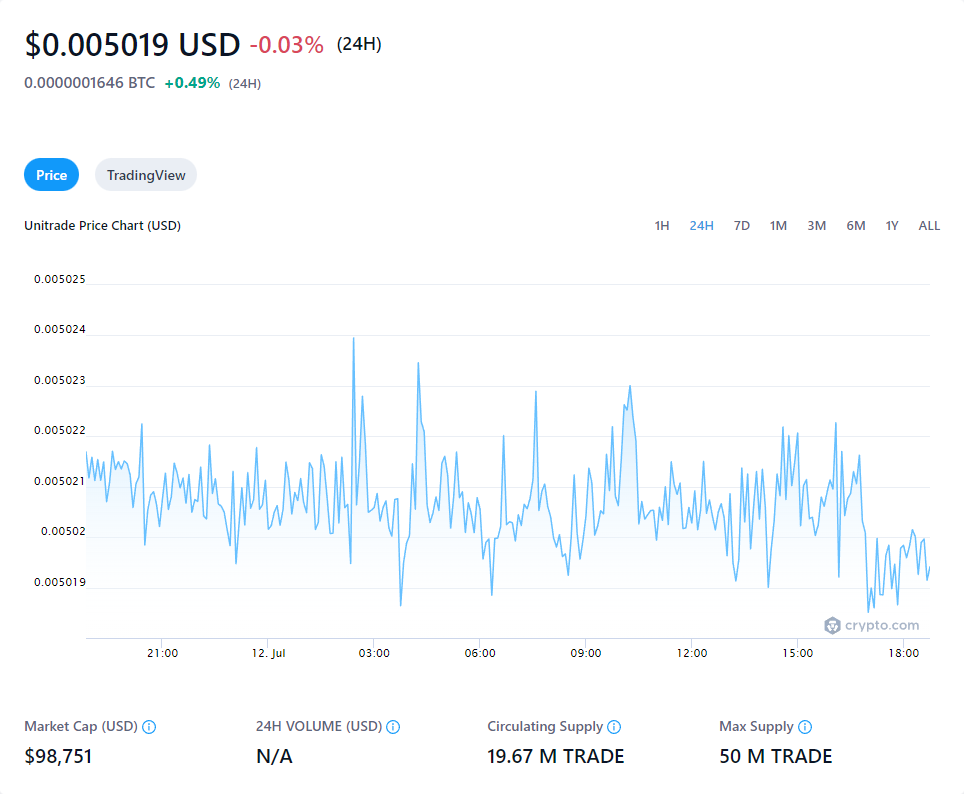 $0.005019 USD -0.03% (24H)
0.0000001646 BTC +0.49% (24H)
Price TradingView
Unitrade Price Chart (USD) 1H 24H 7D 1M 3M 6M 1Y ALL
0.005025
0.005024
0.005023
0.005022
0.005021
0.00502
0.005019
crypto.com
21:00 12. Jul 03:00 06:00 09:00 12:00 15:00 18:00
Market Cap (USD) 24H VOLUME (USD) Circulating Supply Max Supply
$98,751 N/A 19.67 M TRADE 50 M TRADE